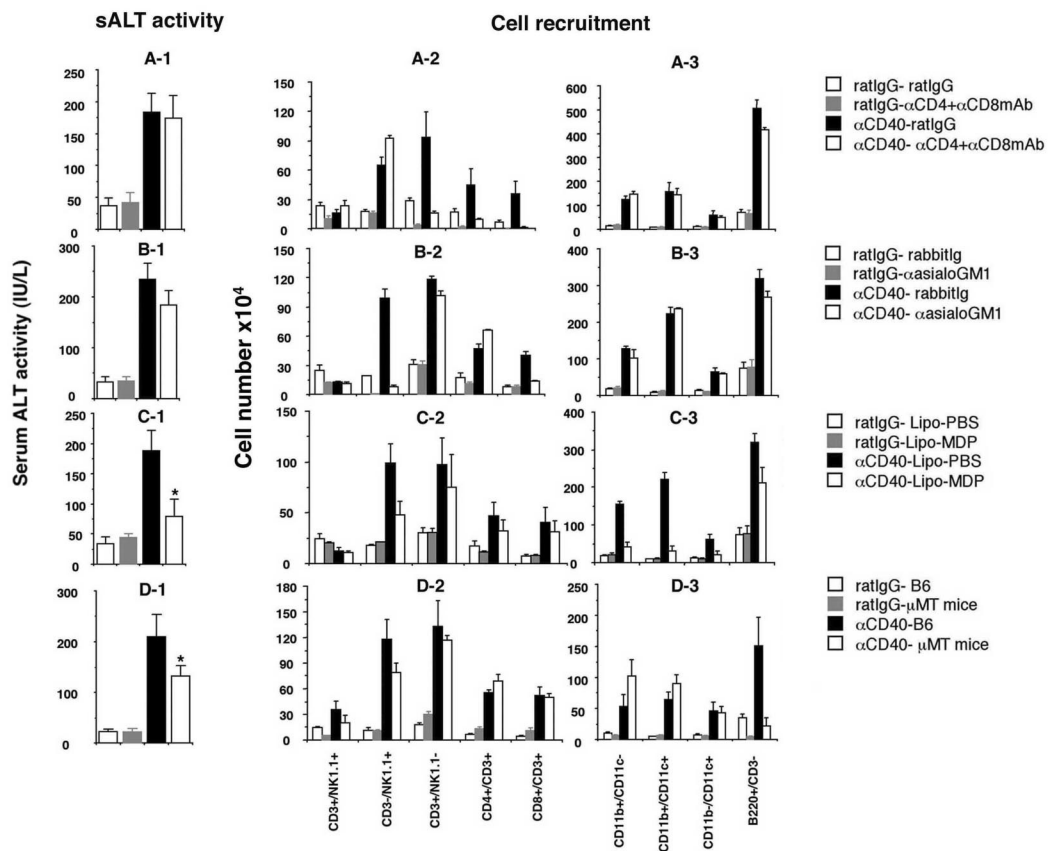 sALT activity
Cell recruitment
A-1
A-2
A-3
250
200
150
100
50
0
150
120
90
60
30
0
600
500
400
300
200
100
0
ratIgG- ratIgG
ratIgG-αCD4+αCD8mAb
αCD40-ratIgG
αCD40- αCD4+αCD8mAb
Serum ALT activity (IU/L)
Cell number x10⁴
B-1
B-2
B-3
300
200
100
0
150
120
90
60
30
0
400
300
200
100
0
ratIgG- rabbitIg
ratIgG-αasialoGM1
αCD40- rabbitIg
αCD40- αasialoGM1
C-1
C-2
C-3
250
200
150
100
50
0
150
100
50
0
400
300
200
100
0
ratIgG- Lipo-PBS
ratIgG-Lipo-MDP
αCD40-Lipo-PBS
αCD40-Lipo-MDP
*
D-1
D-2
D-3
300
200
100
0
180
150
120
90
60
30
0
250
200
150
100
50
0
ratIgG- B6
ratIgG-μMT mice
αCD40-B6
αCD40- μMT mice
*
CD3+/NK1.1+
CD3-/NK1.1+
CD3+/NK1.1-
CD4+/CD3+
CD8+/CD3+
CD11b+/CD11c-
CD11b+/CD11c+
CD11b-/CD11c+
B220+/CD3-